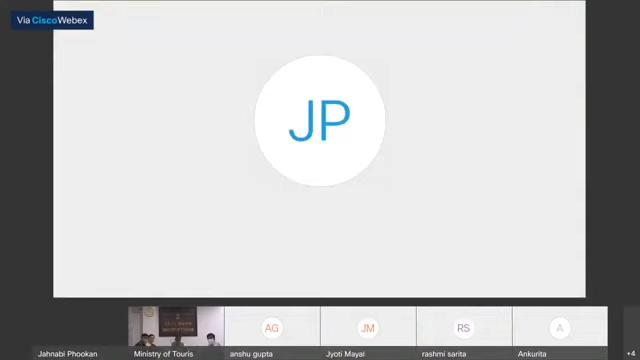 Via CiscoWebex
JP
AG
JM
RS
A
Jahnabi Phookan
Ministry of Touris
anshu gupta
Jyoti Mayal
rashmi sarita
Ankurita
+4